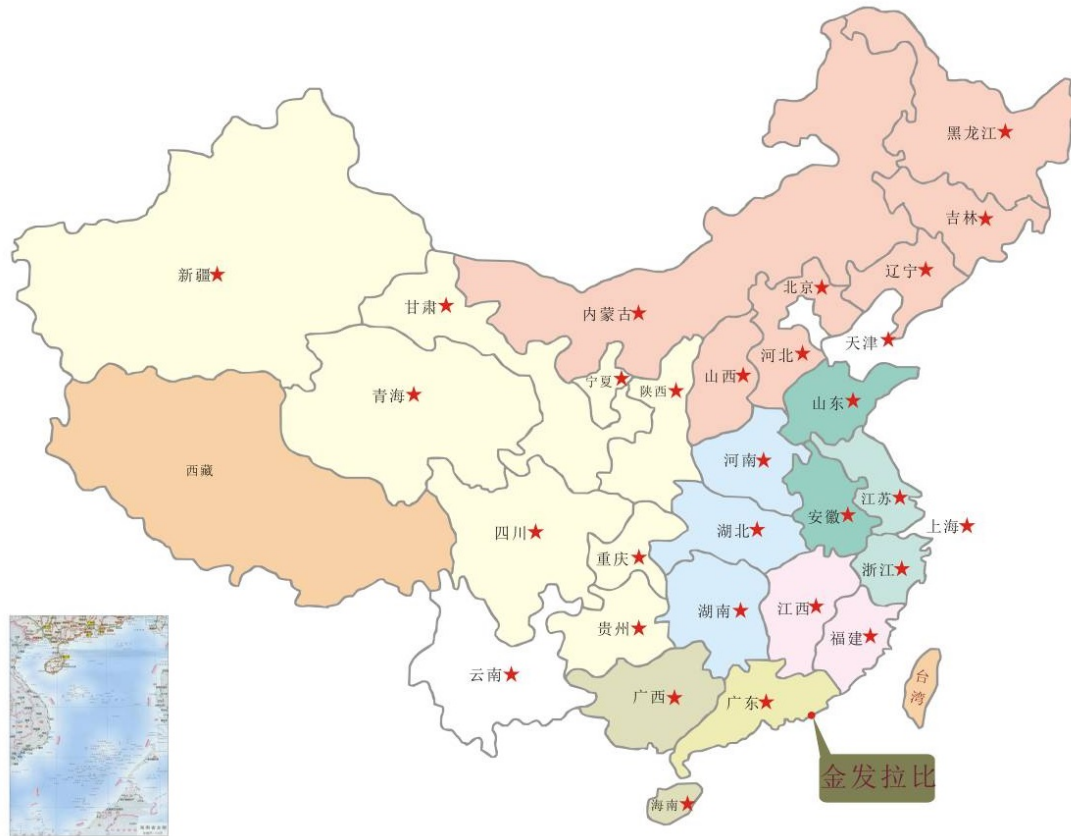 黑龙江
吉林
辽宁
新疆
北京
甘肃
内蒙古
天津
河北
山西
宁夏
陕西
青海
山东
西藏
河南
江苏
安徽
上海
四川
湖北
重庆
浙江
湖南
江西
贵州
福建
云南
广西
广东
台湾
金发拉比
海南